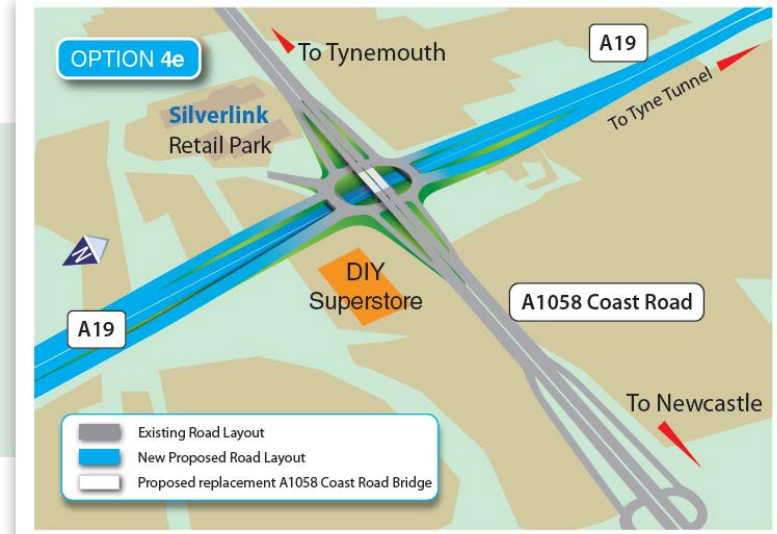 OPTION 4e
To Tynemouth
A19
To Tyne Tunnel
Silverlink
Retail Park
N
DIY
Superstore
A1058 Coast Road
A19
To Newcastle
Existing Road Layout
New Proposed Road Layout
Proposed replacement A1058 Coast Road Bridge